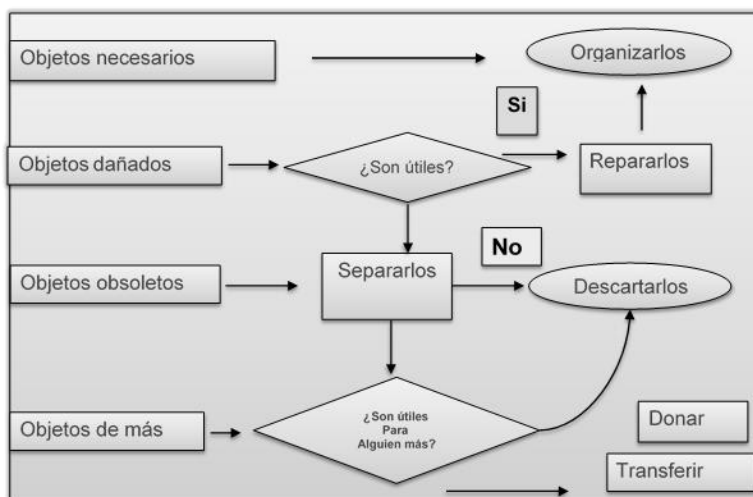 Objetos necesarios
Organizarlos
Si
Objetos dañados
¿Son útiles?
Repararlos
No
Objetos obsoletos
Separarlos
Descartarlos
Objetos de más
¿Son útiles
Para
Alguien más?
Donar
Transferir